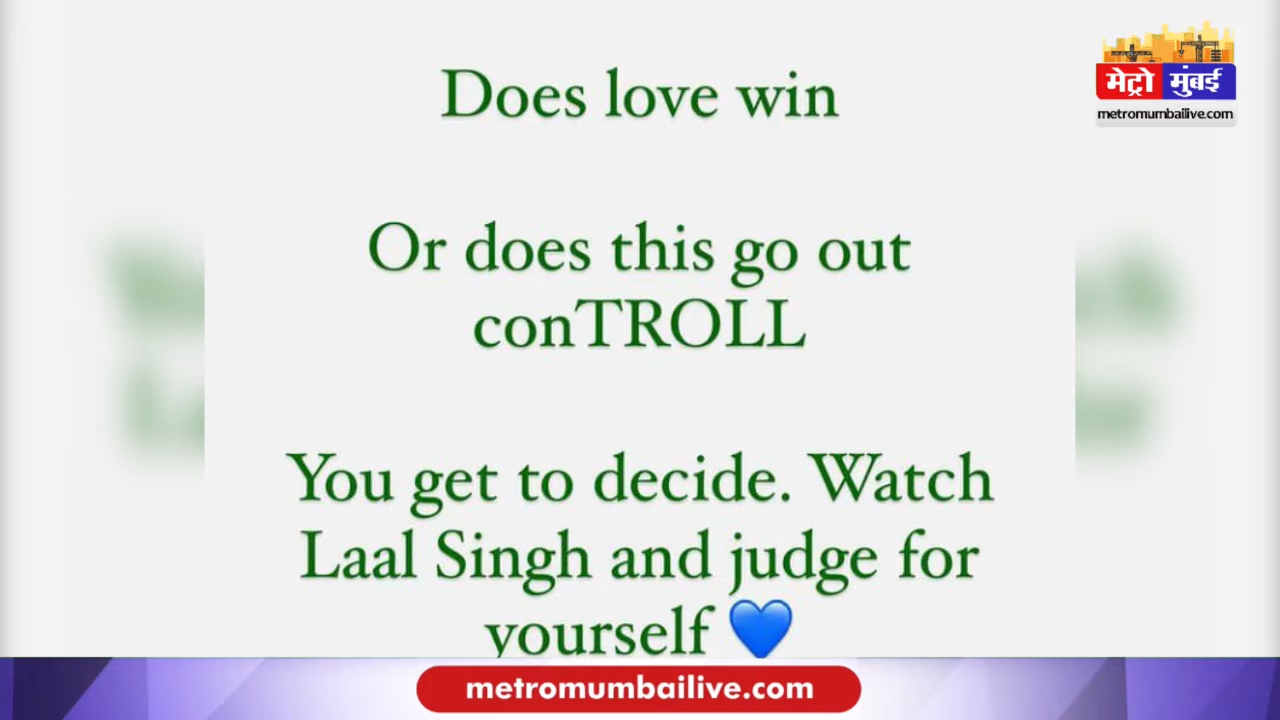 Does love win
मेट्रो मुंबई
metromumbailive.com
Or does this go out
conTROLL
You get to decide. Watch
Laal Singh and judge for
yourself 💙
metromumbailive.com